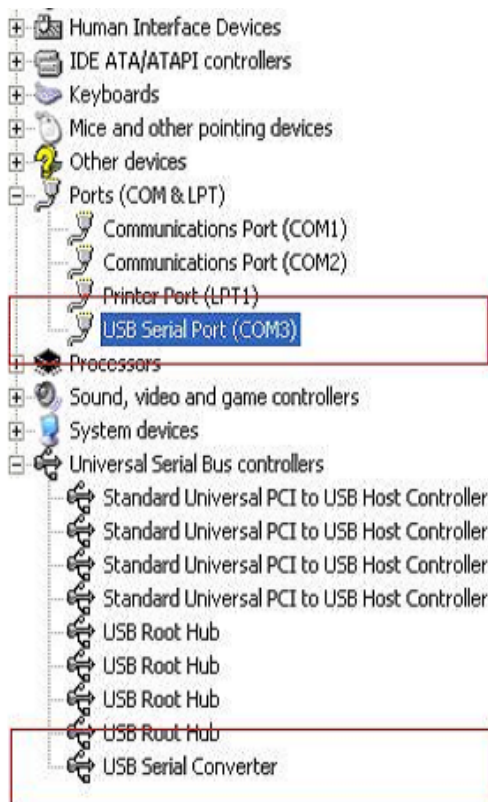 Human Interface Devices
IDE ATA/ATAPI controllers
Keyboards
Mice and other pointing devices
Other devices
Ports (COM & LPT)
Communications Port (COM1)
Communications Port (COM2)
Printer Port (LPT1)
USB Serial Port (COM3)
Processors
Sound, video and game controllers
System devices
Universal Serial Bus controllers
Standard Universal PCI to USB Host Controller
Standard Universal PCI to USB Host Controller
Standard Universal PCI to USB Host Controller
Standard Universal PCI to USB Host Controller
USB Root Hub
USB Root Hub
USB Root Hub
USB Root Hub
USB Serial Converter